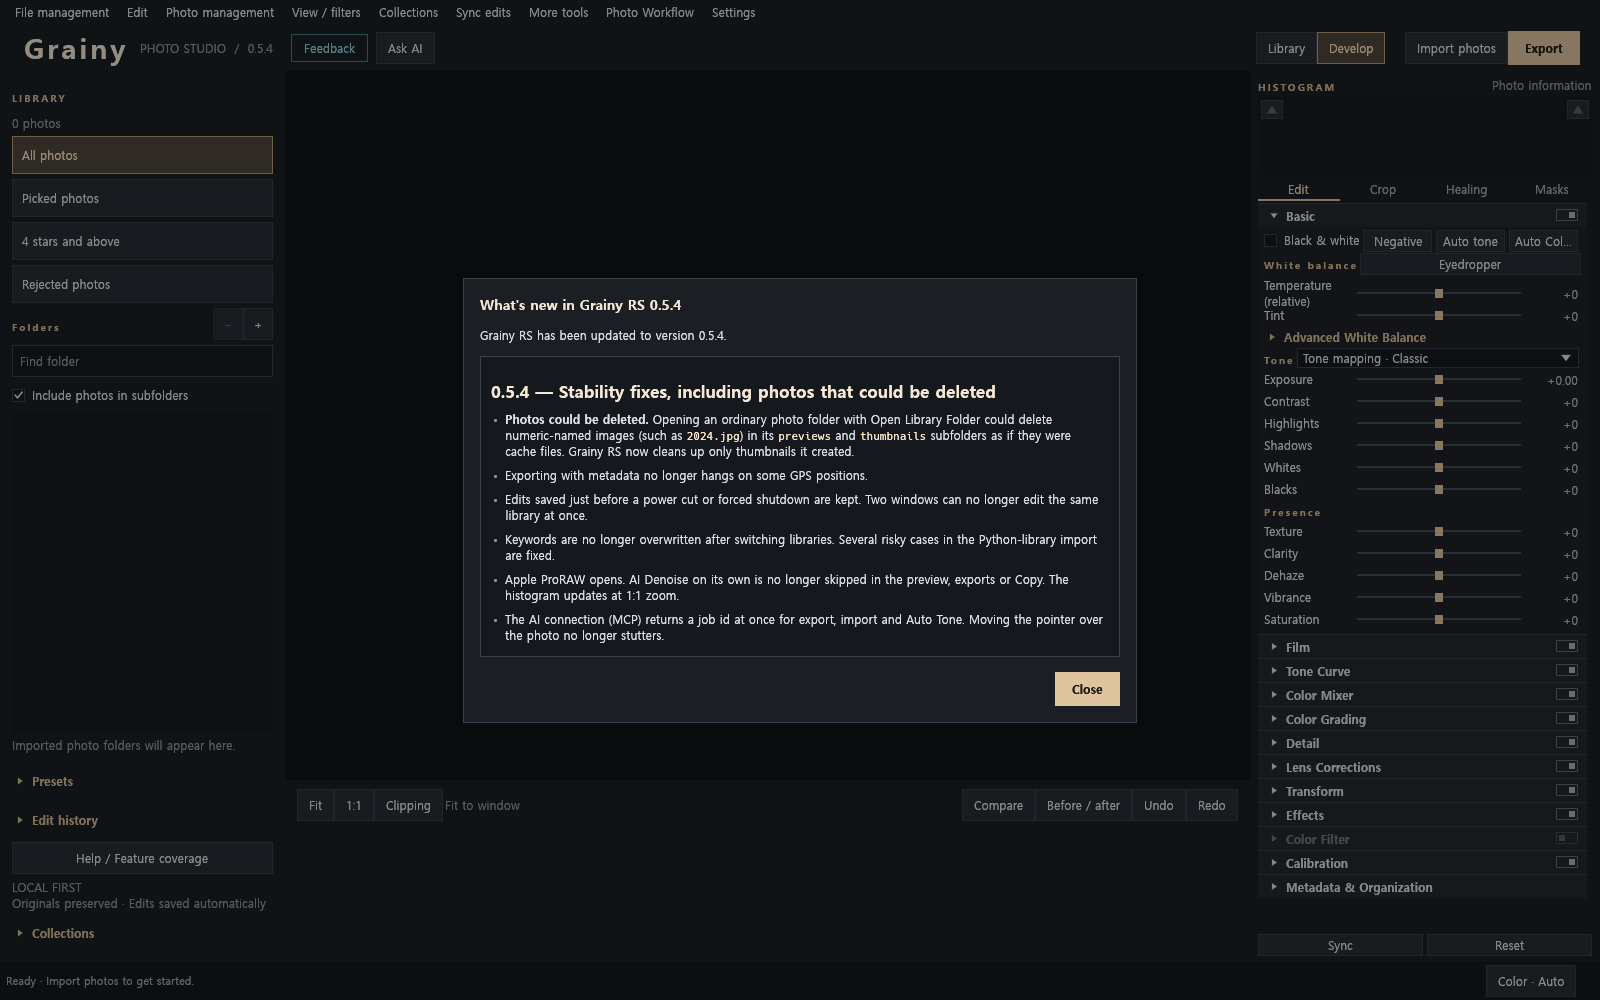 File management Edit Photo management View / filters Collections Sync edits More tools Photo Workflow Settings
Grainy PHOTO STUDIO / 0.5.4 Feedback Ask AI Library Develop Import photos Export
LIBRARY
0 photos
All photos
Picked photos
4 stars and above
Rejected photos
Folders − +
Find folder
Include photos in subfolders
Imported photo folders will appear here.
Presets
Edit history
Help / Feature coverage
LOCAL FIRST
Originals preserved · Edits saved automatically
Collections
What's new in Grainy RS 0.5.4
Grainy RS has been updated to version 0.5.4.
0.5.4 — Stability fixes, including photos that could be deleted
• Photos could be deleted. Opening an ordinary photo folder with Open Library Folder could delete
numeric-named images (such as 2024.jpg) in its previews and thumbnails subfolders as if they were
cache files. Grainy RS now cleans up only thumbnails it created.
• Exporting with metadata no longer hangs on some GPS positions.
• Edits saved just before a power cut or forced shutdown are kept. Two windows can no longer edit the same
library at once.
• Keywords are no longer overwritten after switching libraries. Several risky cases in the Python-library import
are fixed.
• Apple ProRAW opens. AI Denoise on its own is no longer skipped in the preview, exports or Copy. The
histogram updates at 1:1 zoom.
• The AI connection (MCP) returns a job id at once for export, import and Auto Tone. Moving the pointer over
the photo no longer stutters.
Close
Fit 1:1 Clipping Fit to window Compare Before / after Undo Redo
HISTOGRAM Photo information
Edit Crop Healing Masks
Basic
Black & white Negative Auto tone Auto Col...
White balance Eyedropper
Temperature
(relative) +0
Tint +0
Advanced White Balance
Tone Tone mapping · Classic
Exposure +0.00
Contrast +0
Highlights +0
Shadows +0
Whites +0
Blacks +0
Presence
Texture +0
Clarity +0
Dehaze +0
Vibrance +0
Saturation +0
Film
Tone Curve
Color Mixer
Color Grading
Detail
Lens Corrections
Transform
Effects
Color Filter
Calibration
Metadata & Organization
Sync Reset
Ready · Import photos to get started. Color · Auto